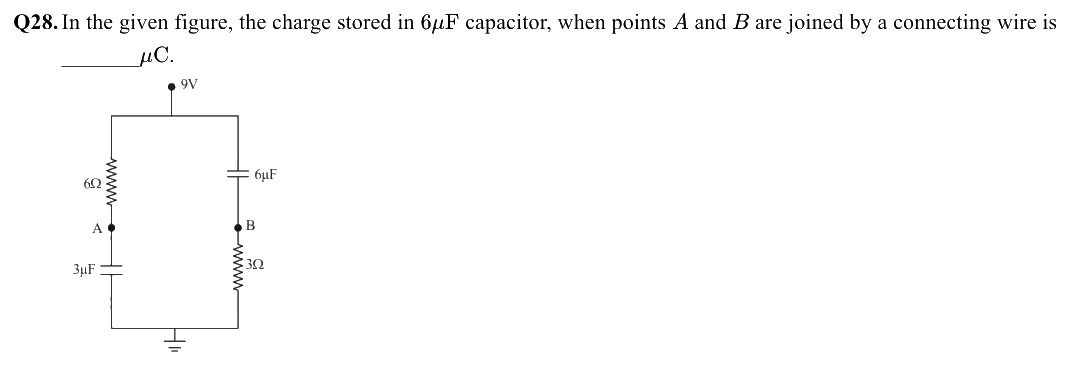 Q28. In the given figure, the charge stored in 6μF capacitor, when points A and B are joined by a connecting wire is
________μC.
9V
6Ω
6μF
A
B
3μF
3Ω